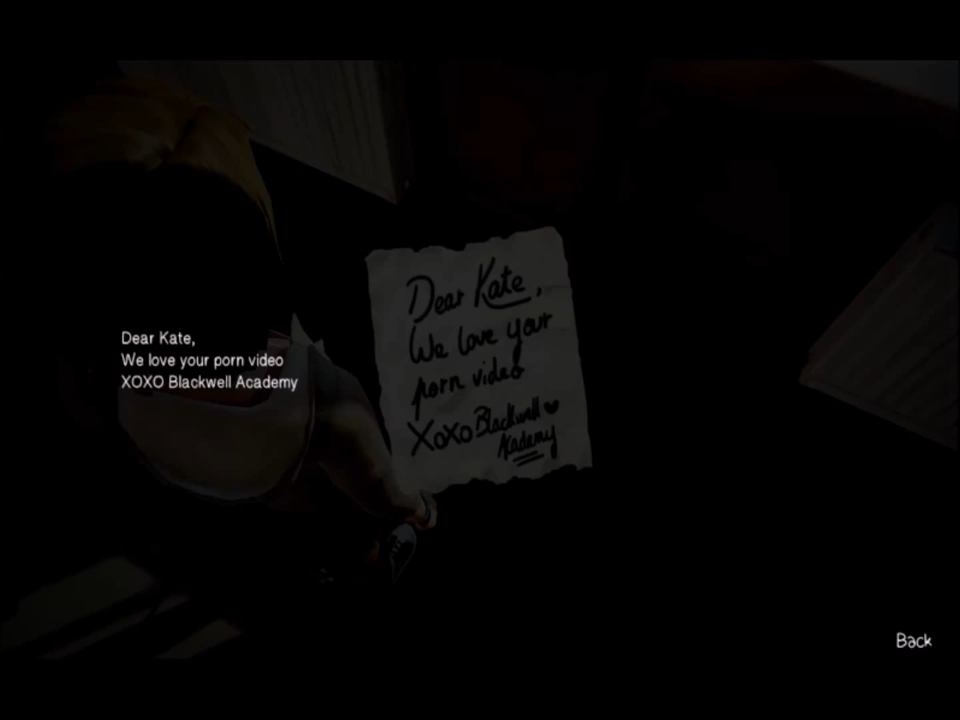 Dear Kate,
We love your
porn video
XOXO Blackwell
Academy
Dear Kate,
We love your porn video
XOXO Blackwell Academy
Back